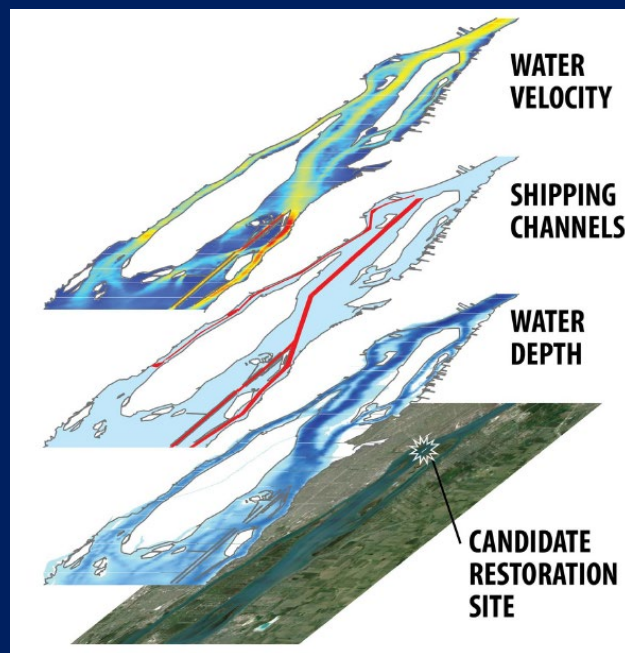 WATER
VELOCITY
SHIPPING
CHANNELS
WATER
DEPTH
CANDIDATE
RESTORATION
SITE